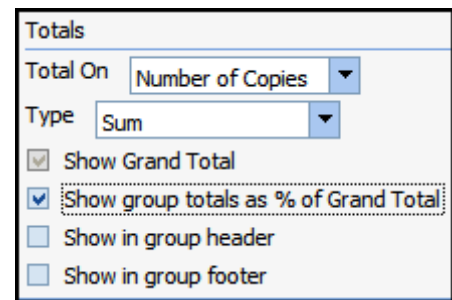 Totals
Total On Number of Copies
Type Sum
Show Grand Total
Show group totals as % of Grand Total
Show in group header
Show in group footer